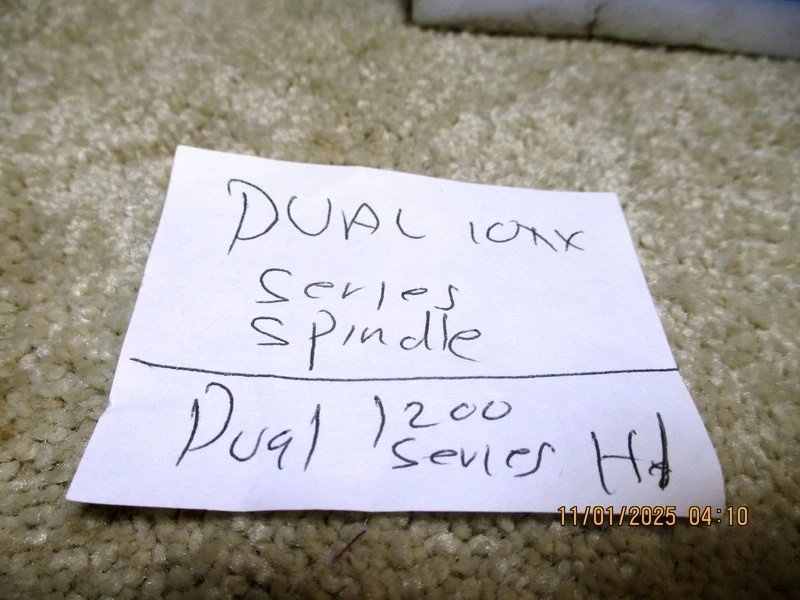 DUAL 10xx
series
spindle
Dual 1200
series Hd
11/01/2025 04:10